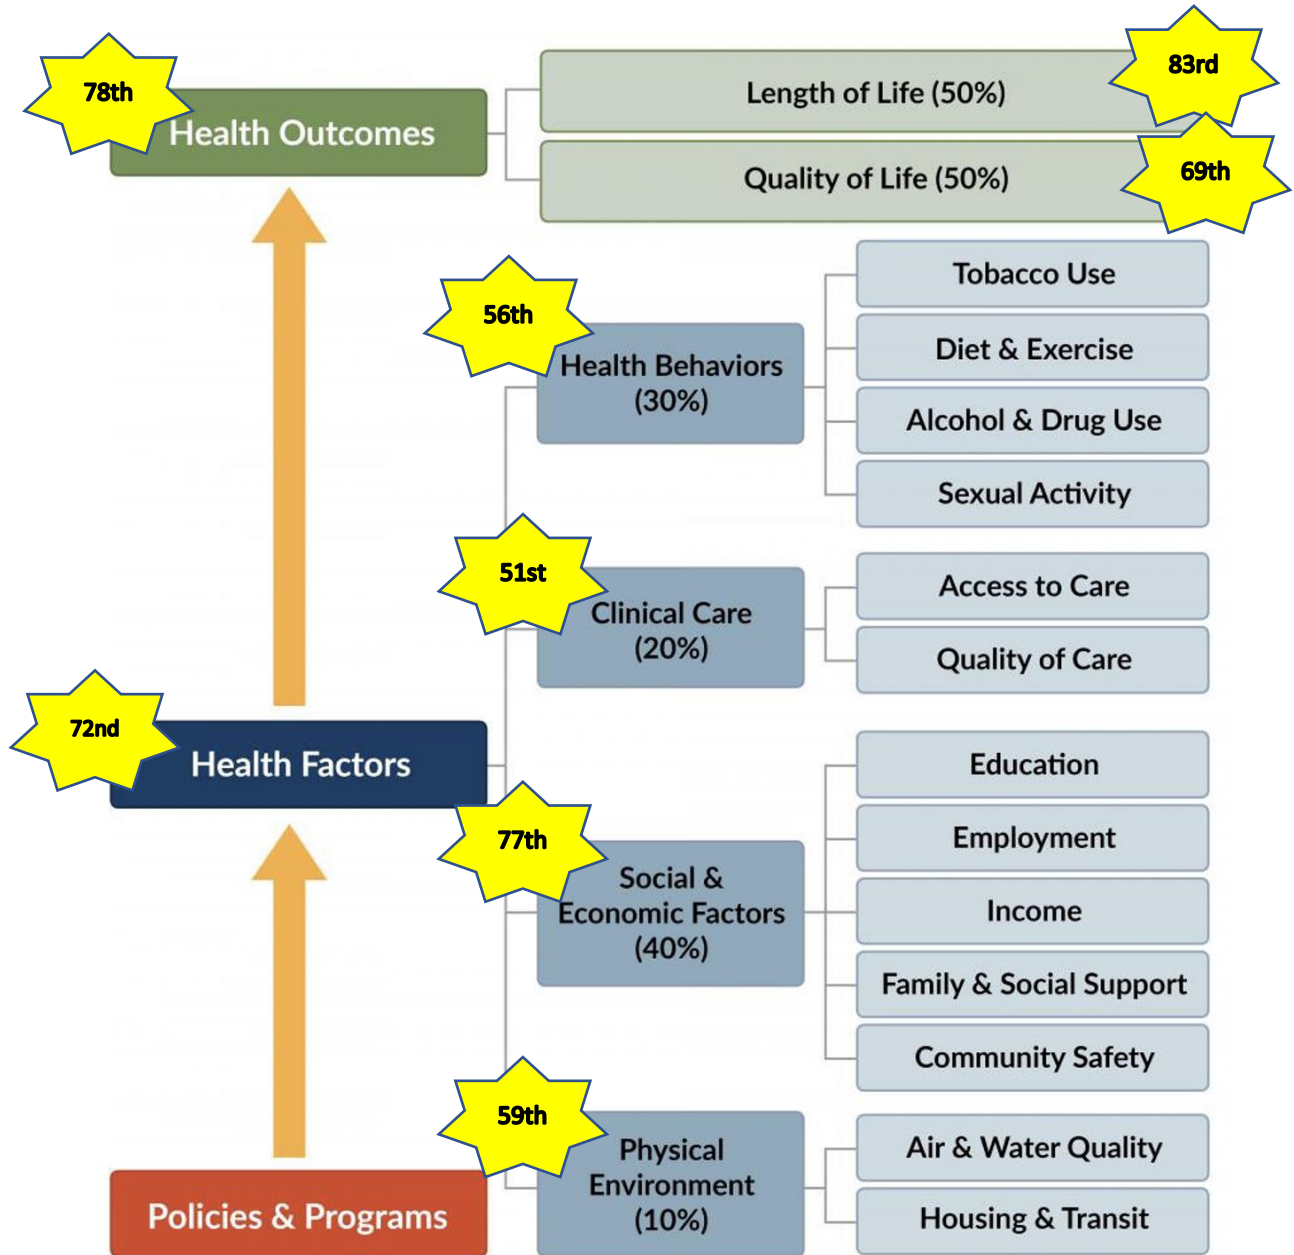 78th
Health Outcomes
83rd
Length of Life (50%)
69th
Quality of Life (50%)
56th
Health Behaviors
(30%)
Tobacco Use
Diet & Exercise
Alcohol & Drug Use
Sexual Activity
51st
Clinical Care
(20%)
Access to Care
Quality of Care
72nd
Health Factors
77th
Social &
Economic Factors
(40%)
Education
Employment
Income
Family & Social Support
Community Safety
59th
Physical
Environment
(10%)
Air & Water Quality
Housing & Transit
Policies & Programs